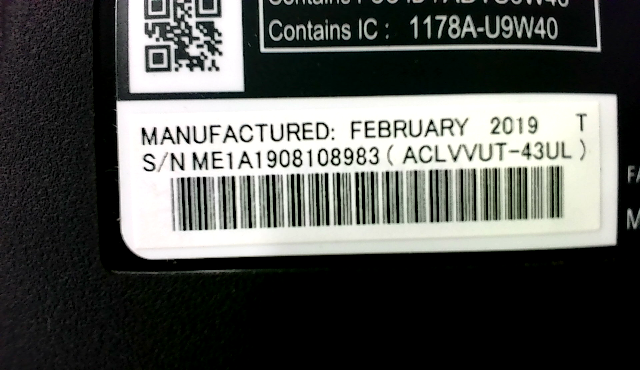 Contains IC : 1178A-U9W40
MANUFACTURED: FEBRUARY 2019 T
S/N ME1A1908108983 ( ACLVVUT-43UL )